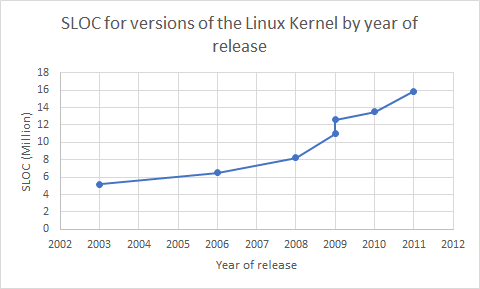 SLOC for versions of the Linux Kernel by year of
release
18
16
14
12
10
8
6
4
2
0
SLOC (Million)
2002 2003 2004 2005 2006 2007 2008 2009 2010 2011 2012
Year of release